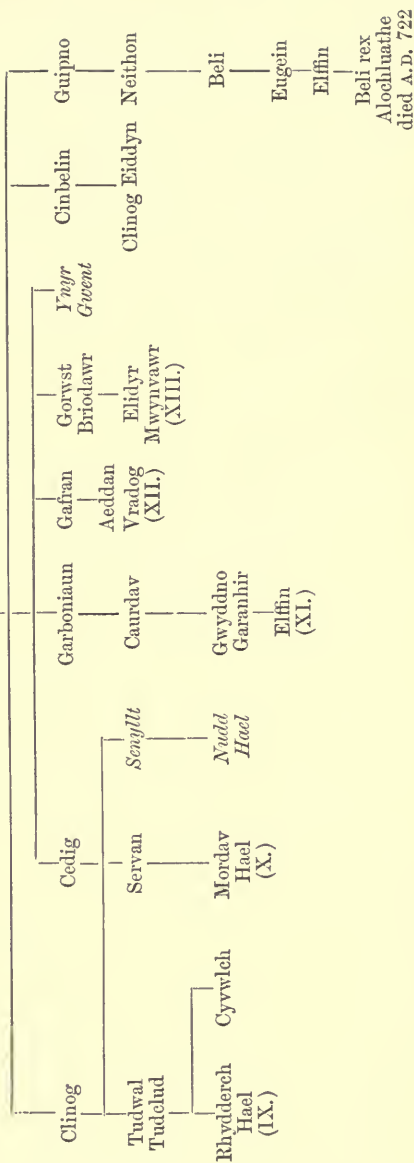 Clinog
Cedig
Garboniaun
Gafran
Gorwst
Briodawr
Ynyr
Gwent
Cinbelin
Guipno
Tudwal
Tudclud
Servan
Senyllt
Caurdav
Aeddan
Vradog
(XII.)
Elidyr
Mwynvawr
(XIII.)
Clinog Eiddyn
Neithon
Rhydderch
Hael
(IX.)
Cyvwlch
Mordav
Hael
(X.)
Nudd
Hael
Gwyddno
Garanhir
Beli
Elffin
(XI.)
Eugein
Elffin
Beli rex
Alochluathe
died A.D. 722